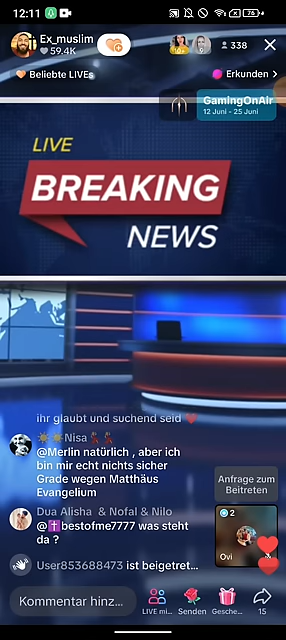 12:11
76
Ex_muslim
59.4K
338
Beliebte LIVEs
Erkunden >
GamingOnAir
12 Juni - 25 Juni
LIVE
BREAKING
NEWS
ihr glaubt und suchend seid
Nisa
@Merlin natürlich , aber ich
bin mir echt nichts sicher
Grade wegen Matthäus
Evangelium
Anfrage zum
Beitreten
Dua Alisha & Nofal & Nilo
@bestofme7777 was steht
da ?
2
Ovi
User853688473 ist beigetret...
Kommentar hinz...
LIVE mi...
Senden
Gesche...
15